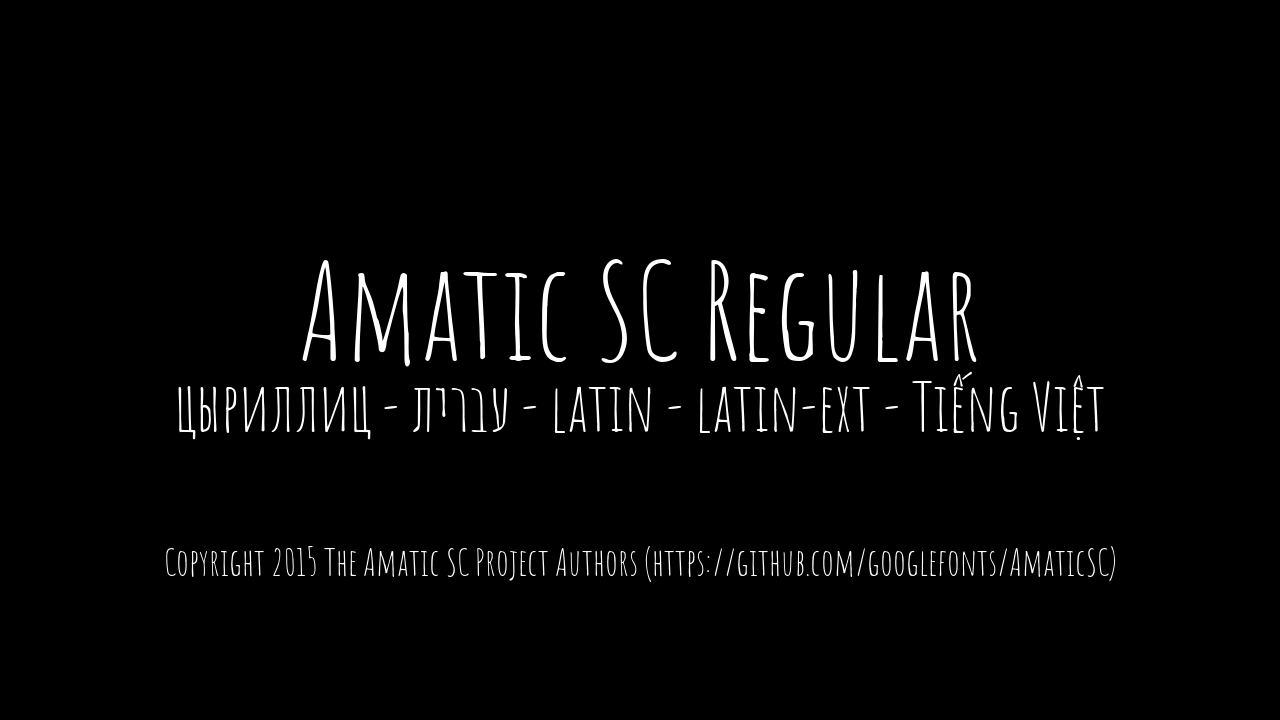 Amatic SC Regular
цыриллиц - עברית - latin - latin-ext - Tiếng Việt
Copyright 2015 The Amatic SC Project Authors (https://github.com/googlefonts/AmaticSC)